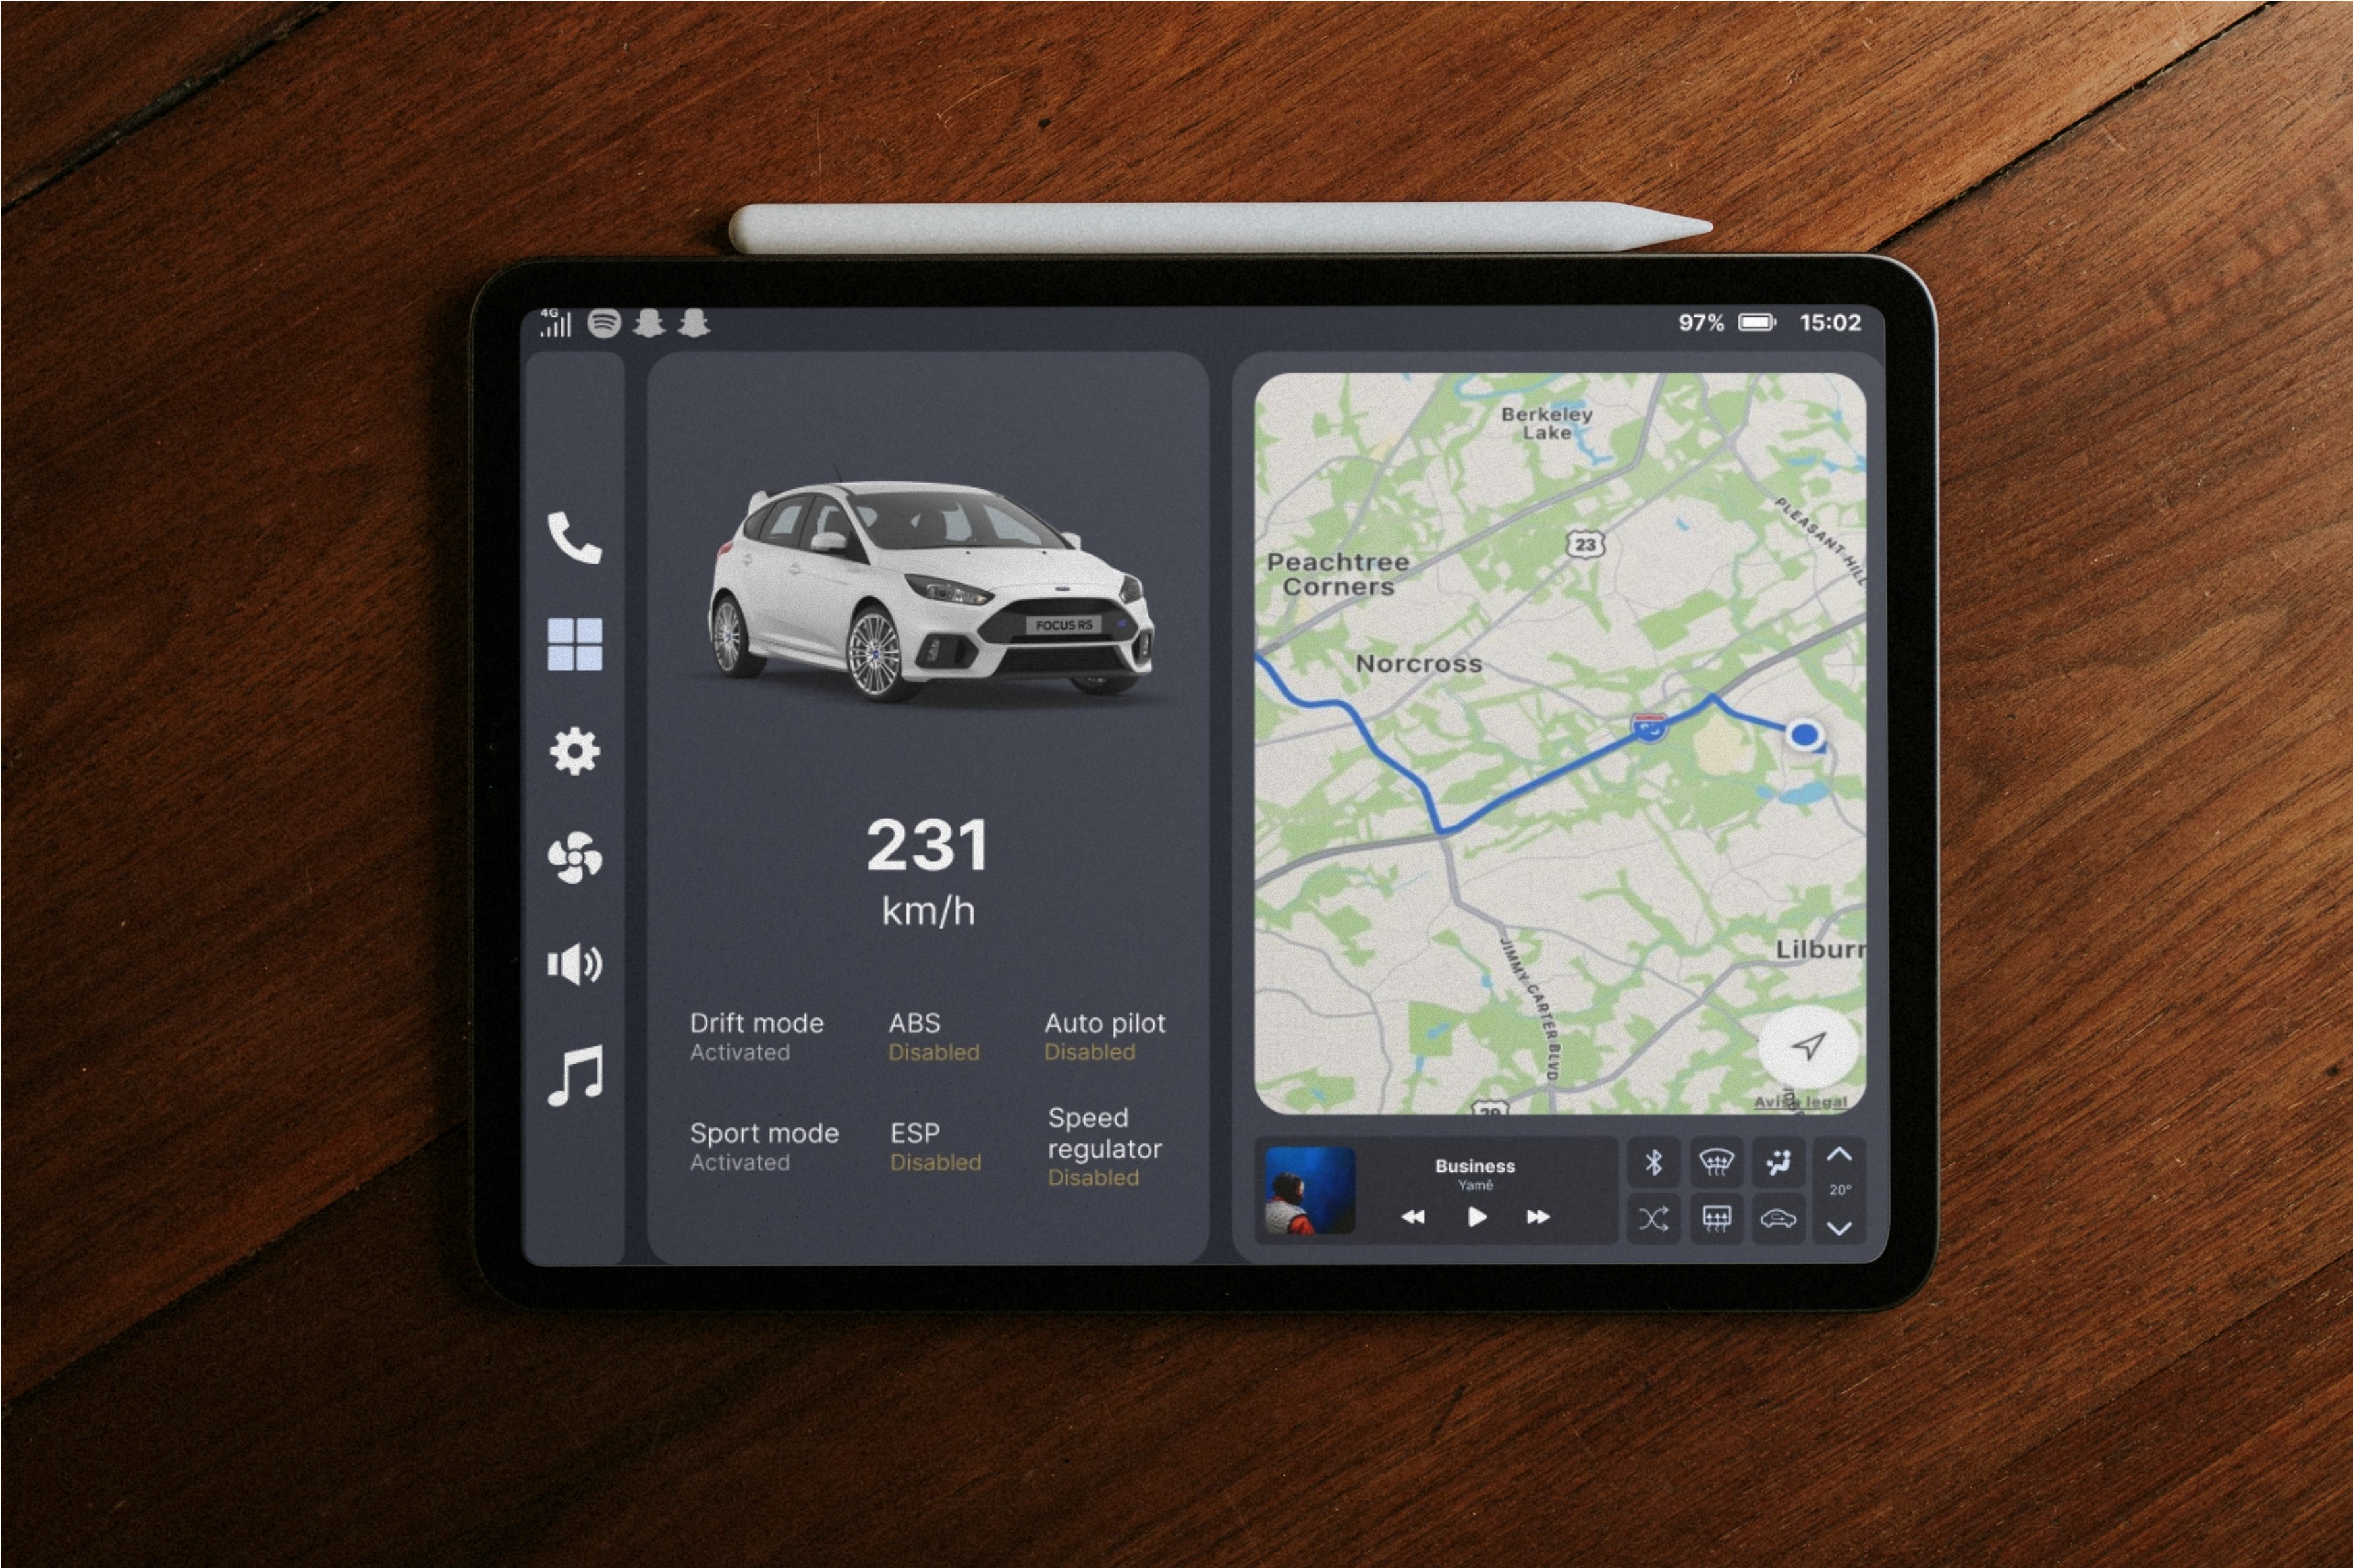 4G
97%
15:02
FOCUS RS
231
km/h
Drift mode
Activated
ABS
Disabled
Auto pilot
Disabled
Sport mode
Activated
ESP
Disabled
Speed
regulator
Disabled
Berkeley
Lake
PLEASANT HILL
23
Peachtree
Corners
Norcross
Lilburn
JIMMY CARTER BLVD
29
legal
Business
Yamê
20°